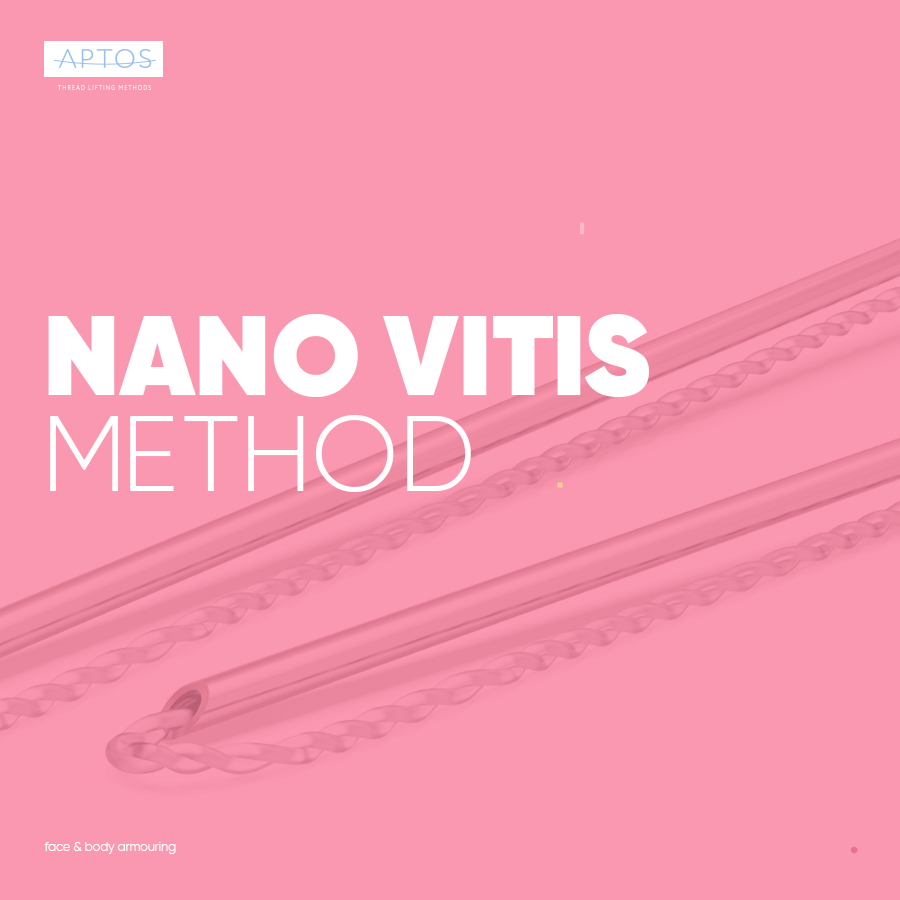 APTOS
THREAD LIFTING METHODS
NANO VITIS
METHOD
face & body armouring